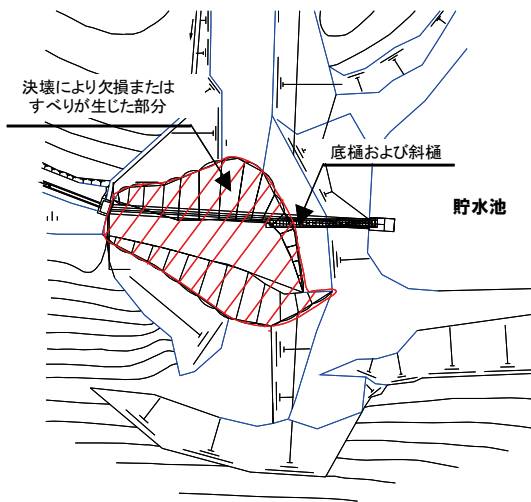 決壊により欠損または
すべりが生じた部分
底樋および斜樋
貯水池